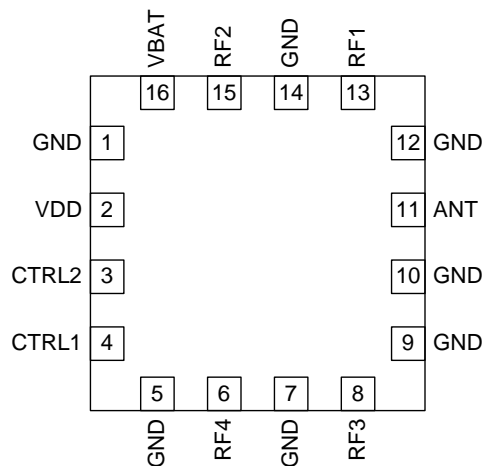 VBAT RF2 GND RF1
16 15 14 13
GND 1 12 GND
VDD 2 11 ANT
CTRL2 3 10 GND
CTRL1 4 9 GND
5 6 7 8
GND RF4 GND RF3